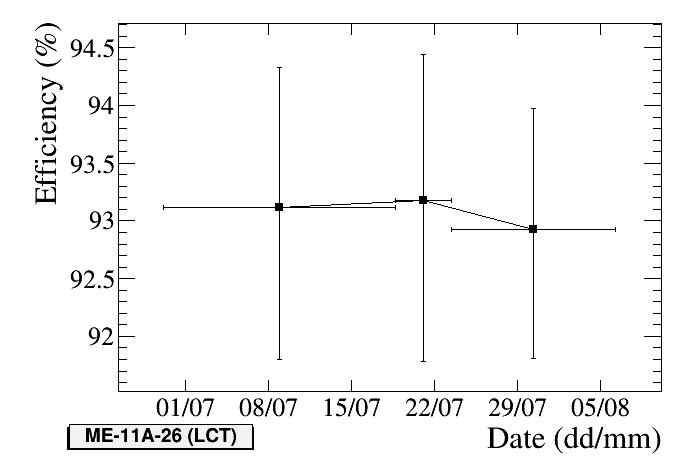 Efficiency (%)
94.5
94
93.5
93
92.5
92
01/07 08/07 15/07 22/07 29/07 05/08
ME-11A-26 (LCT)
Date (dd/mm)